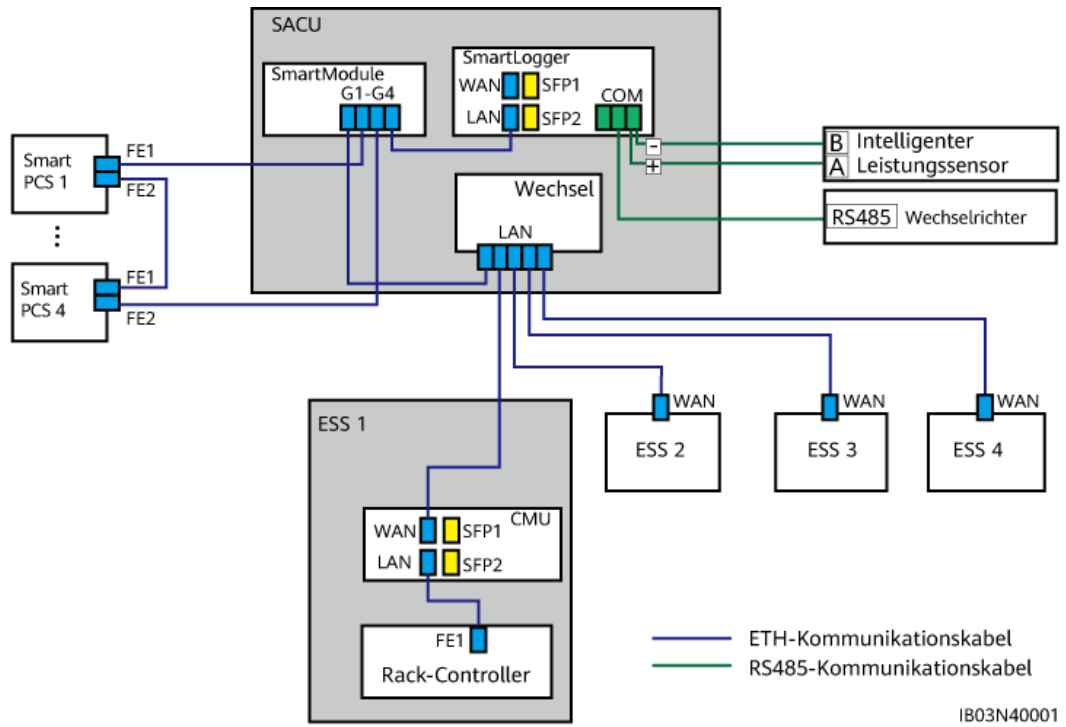 SACU
SmartModule
G1-G4
SmartLogger
WAN SFP1
LAN SFP2
COM
Smart
PCS 1
FE1
FE2
⋮
Smart
PCS 4
FE1
FE2
−
+
B Intelligenter
A Leistungssensor
RS485 Wechselrichter
Wechsel
LAN
WAN
ESS 2
WAN
ESS 3
WAN
ESS 4
ESS 1
CMU
WAN SFP1
LAN SFP2
FE1
Rack-Controller
ETH-Kommunikationskabel
RS485-Kommunikationskabel
IB03N40001